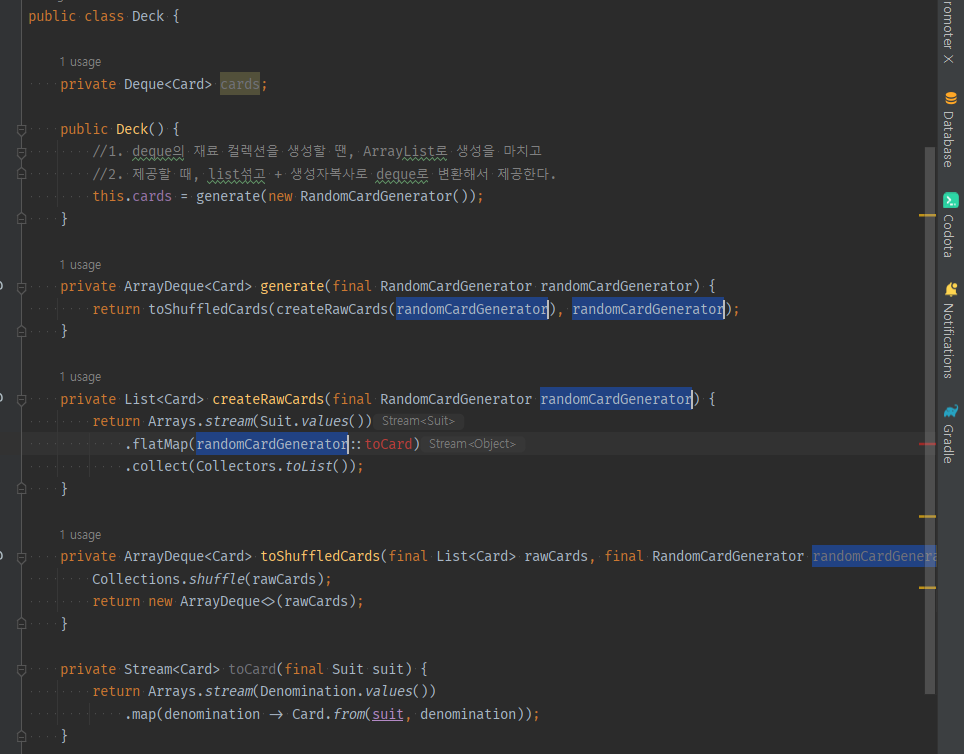 public class Deck {
1 usage
private Deque<Card> cards;
public Deck() {
//1. deque의 재료 컬렉션을 생성할 땐, ArrayList로 생성을 마치고
//2. 제공할 때, list섞고 + 생성자복사로 deque로 변환해서 제공한다.
this.cards = generate(new RandomCardGenerator());
}
1 usage
private ArrayDeque<Card> generate(final RandomCardGenerator randomCardGenerator) {
return toShuffledCards(createRawCards(randomCardGenerator), randomCardGenerator);
}
1 usage
private List<Card> createRawCards(final RandomCardGenerator randomCardGenerator) {
return Arrays.stream(Suit.values()) Stream<Suit>
.flatMap(randomCardGenerator::toCard) Stream<Object>
.collect(Collectors.toList());
}
1 usage
private ArrayDeque<Card> toShuffledCards(final List<Card> rawCards, final RandomCardGenerator randomCardGenera
Collections.shuffle(rawCards);
return new ArrayDeque<>(rawCards);
}
private Stream<Card> toCard(final Suit suit) {
return Arrays.stream(Denomination.values())
.map(denomination → Card.from(suit, denomination));
}
romoter X
Database
Codota
Notifications
Gradle